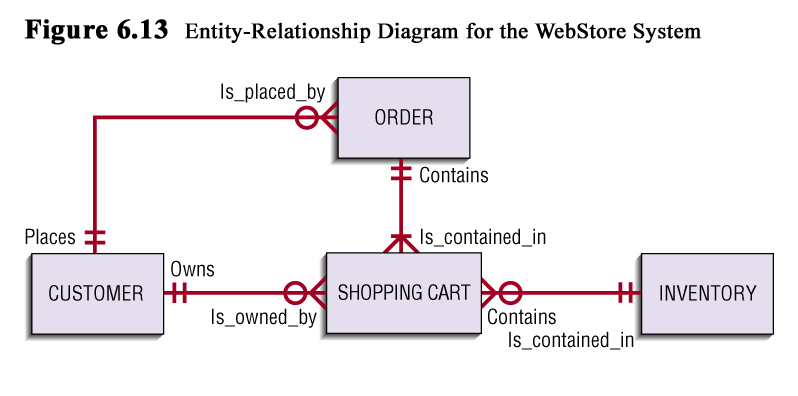 Figure 6.13 Entity-Relationship Diagram for the WebStore System
Is_placed_by
ORDER
Contains
Places
Is_contained_in
CUSTOMER
Owns
Is_owned_by
SHOPPING CART
Contains
Is_contained_in
INVENTORY